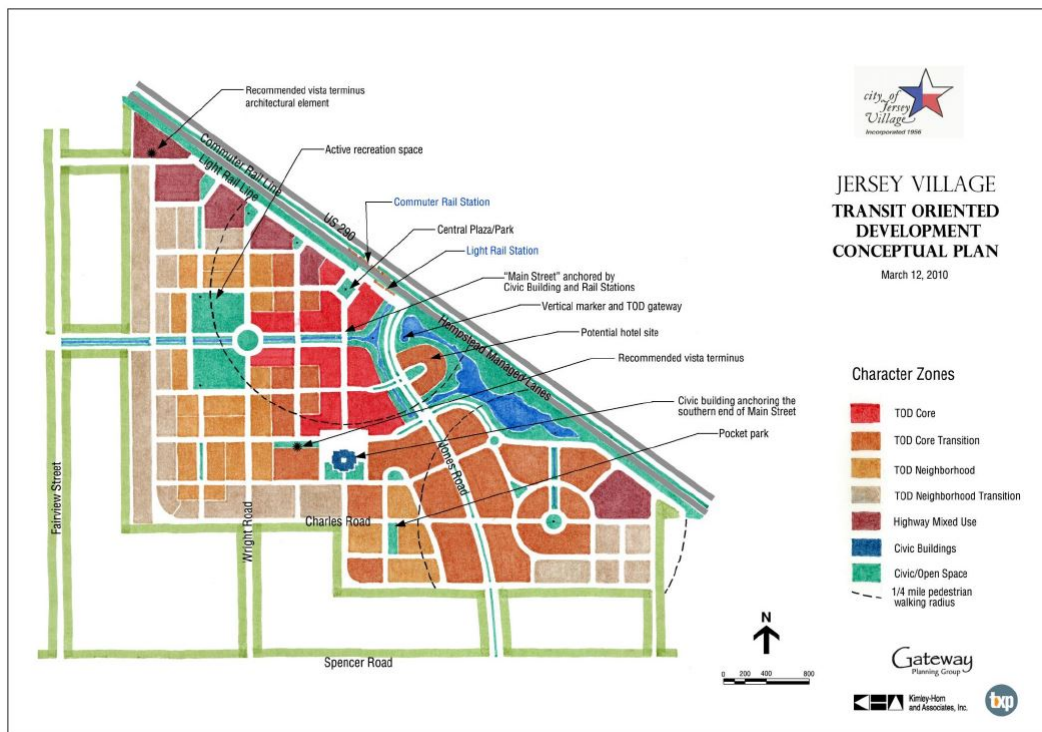 city of
Jersey
Village
Incorporated 1956
JERSEY VILLAGE
TRANSIT ORIENTED
DEVELOPMENT
CONCEPTUAL PLAN
March 12, 2010
Recommended vista terminus
architectural element
Active recreation space
Commuter Rail Line
Light Rail Line
US 290
Commuter Rail Station
Central Plaza/Park
Light Rail Station
"Main Street" anchored by
Civic Building and Rail Stations
Vertical marker and TOD gateway
Potential hotel site
Hempstead Managed Lanes
Recommended vista terminus
Civic building anchoring the
southern end of Main Street
Pocket park
Jones Road
Fairview Street
Wright Road
Charles Road
Spencer Road
Character Zones
TOD Core
TOD Core Transition
TOD Neighborhood
TOD Neighborhood Transition
Highway Mixed Use
Civic Buildings
Civic/Open Space
1/4 mile pedestrian
walking radius
N
0 200 400 800
Gateway
Planning Group
Kimley-Horn
and Associates, Inc.
txp